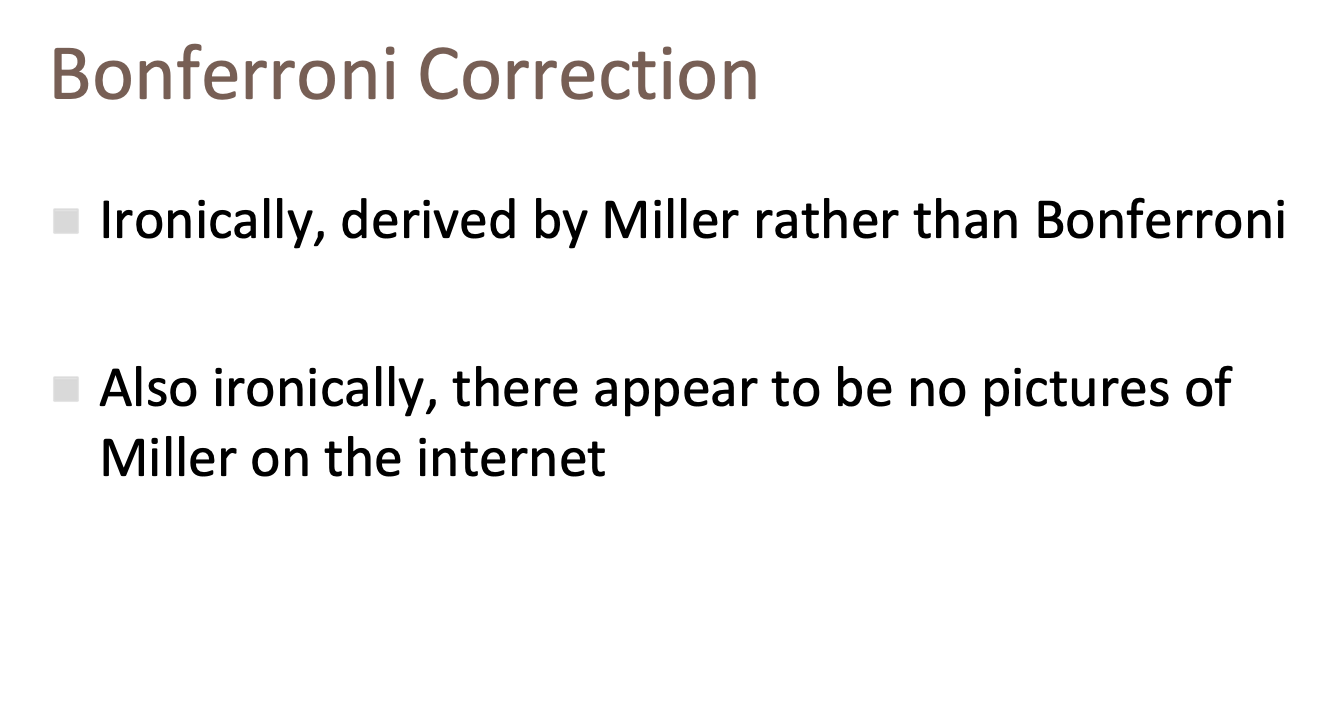 Bonferroni Correction
Ironically, derived by Miller rather than Bonferroni
Also ironically, there appear to be no pictures of
Miller on the internet